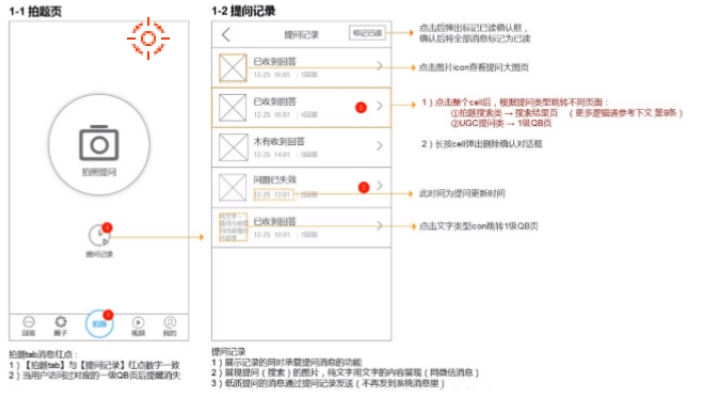 1-1 拍题页
1-2 提问记录
提问记录
标记已读
点击后弹出标记已读确认框，
确认后将全部消息标记为已读
已收到回答
12-25 16:05 | 1回答
点击图片icon查看提问大图页
已收到回答
12-25 16:01
1）点击整个cell后，根据提问类型跳转不同页面：
①拍题搜索类 → 搜索结果页 （更多逻辑请参考下文 第9条）
②UGC提问类 → 1级QB页
木有收到回答
12-25 14:01 | 1回答
2）长按cell弹出删除确认对话框
问题已失效
12-25 12:01
此时间为提问更新时间
已收到回答
12-25 10:01 | 1回答
点击文字类型icon跳转1级QB页
拍照提问
提问记录
回答
圈子
拍题
视频
我的
拍题tab消息红点：
1）【拍题tab】与【提问记录】红点数字一致
2）当用户访问过对应的一级QB页后提醒消失
提问记录
1）展示记录的同时承载提问消息的功能
2）展现提问（搜索）的图片，纯文字用文字的内容展现（同微信消息）
3）低质提问的消息通过提问记录发送（不再发到系统消息里）